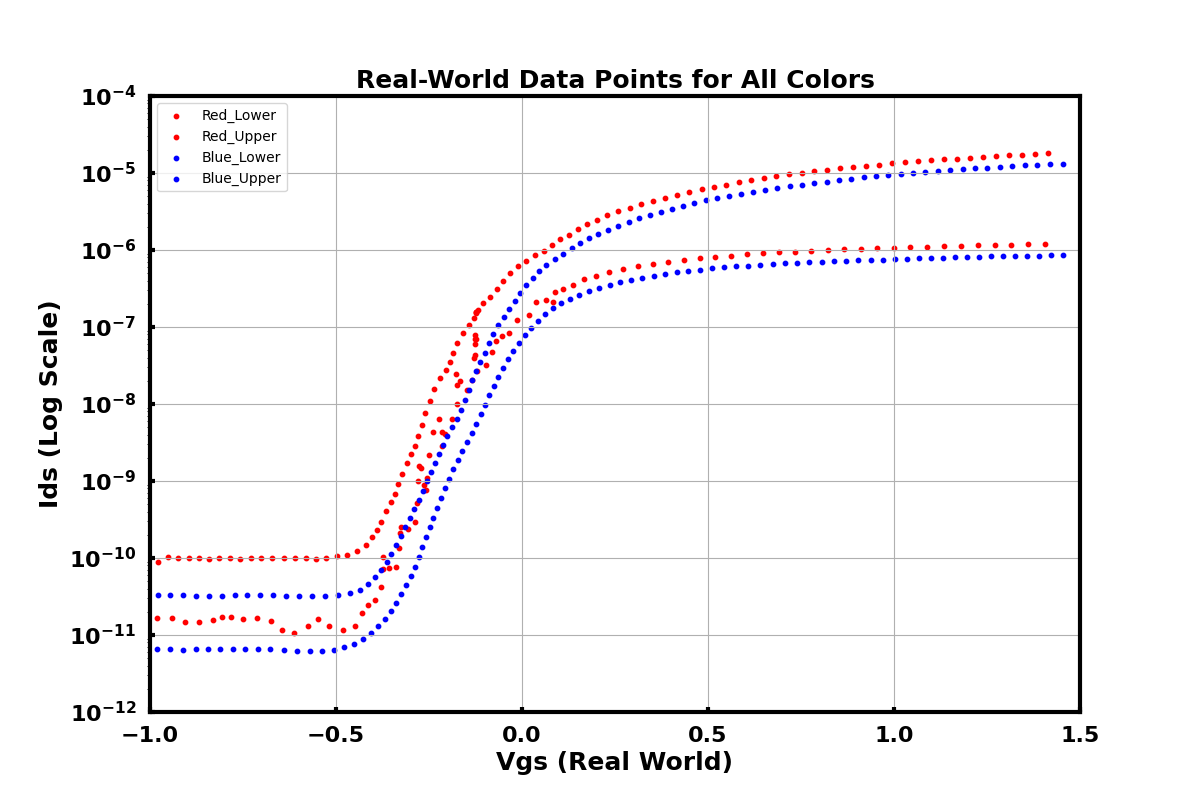 Real-World Data Points for All Colors
10⁻⁴
Red_Lower
Red_Upper
Blue_Lower
Blue_Upper
10⁻⁵
10⁻⁶
10⁻⁷
10⁻⁸
10⁻⁹
10⁻¹⁰
10⁻¹¹
10⁻¹²
Ids (Log Scale)
−1.0 −0.5 0.0 0.5 1.0 1.5
Vgs (Real World)